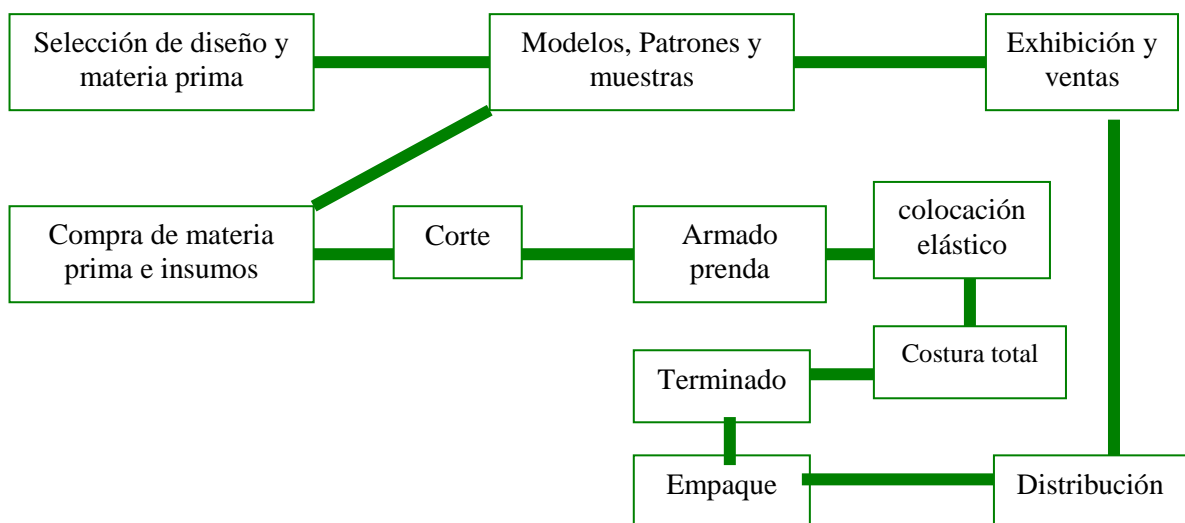 Selección de diseño y
materia prima
Modelos, Patrones y
muestras
Exhibición y
ventas
Compra de materia
prima e insumos
Corte
Armado
prenda
colocación
elástico
Costura total
Terminado
Empaque
Distribución